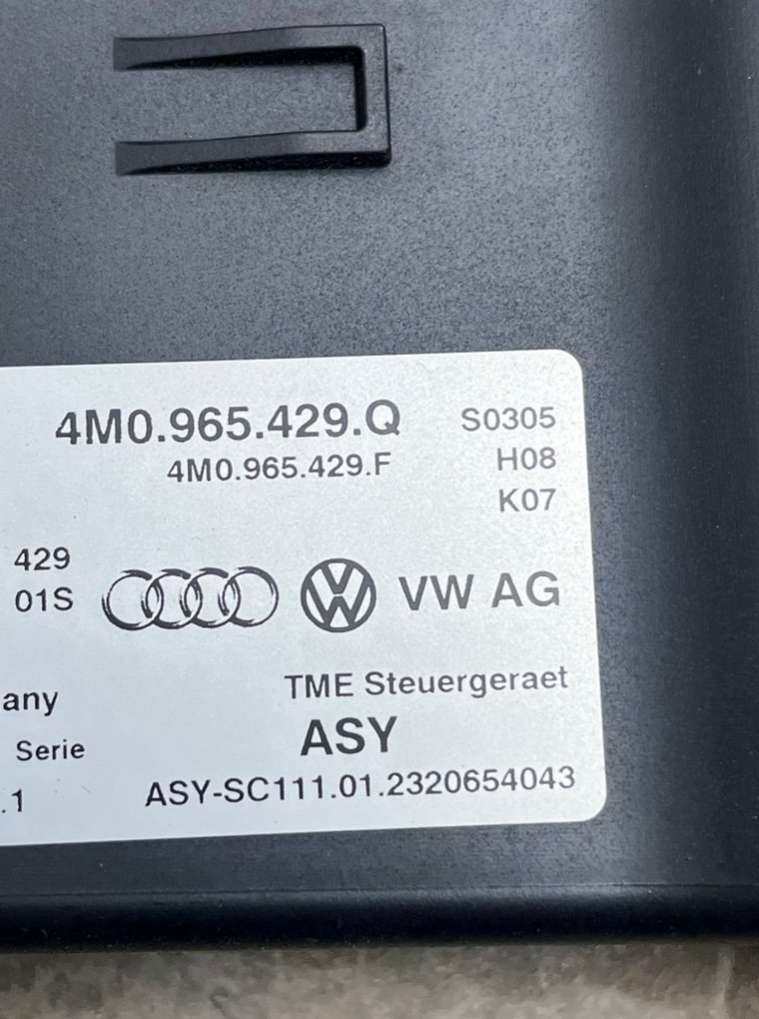 4M0.965.429.Q S0305
4M0.965.429.F H08
K07
429
01S VW AG
any TME Steuergeraet
Serie ASY
.1 ASY-SC111.01.2320654043